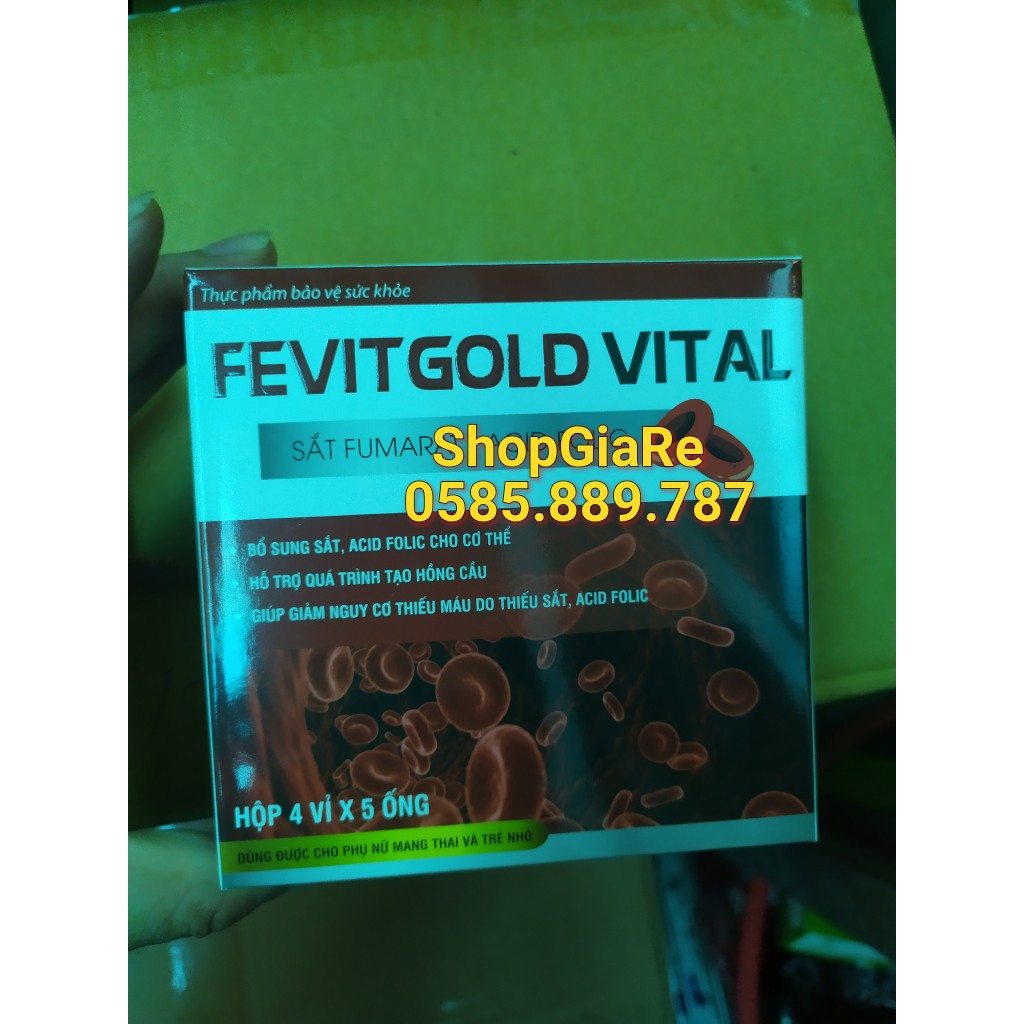 Thực phẩm bảo vệ sức khỏe
FEVITGOLD VITAL
SẮT FUMARA
ShopGiaRe
0585.889.787
BỔ SUNG SẮT, ACID FOLIC CHO CƠ THỂ
HỖ TRỢ QUÁ TRÌNH TẠO HỒNG CẦU
GIÚP GIẢM NGUY CƠ THIẾU MÁU DO THIẾU SẮT, ACID FOLIC
HỘP 4 VỈ X 5 ỐNG
DÙNG ĐƯỢC CHO PHỤ NỮ MANG THAI VÀ TRẺ NHỎ